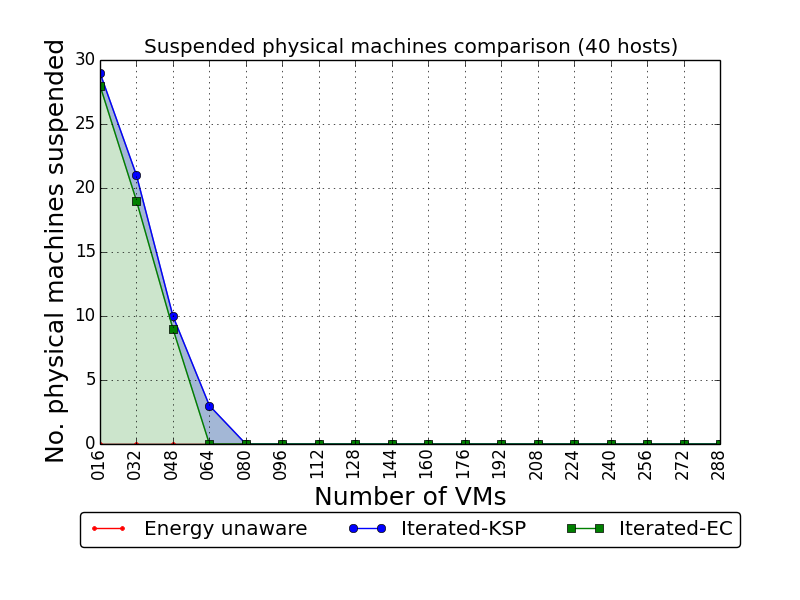 Suspended physical machines comparison (40 hosts)
No. physical machines suspended
30
25
20
15
10
5
0
016 032 048 064 080 096 112 128 144 160 176 192 208 224 240 256 272 288
Number of VMs
Energy unaware Iterated-KSP Iterated-EC